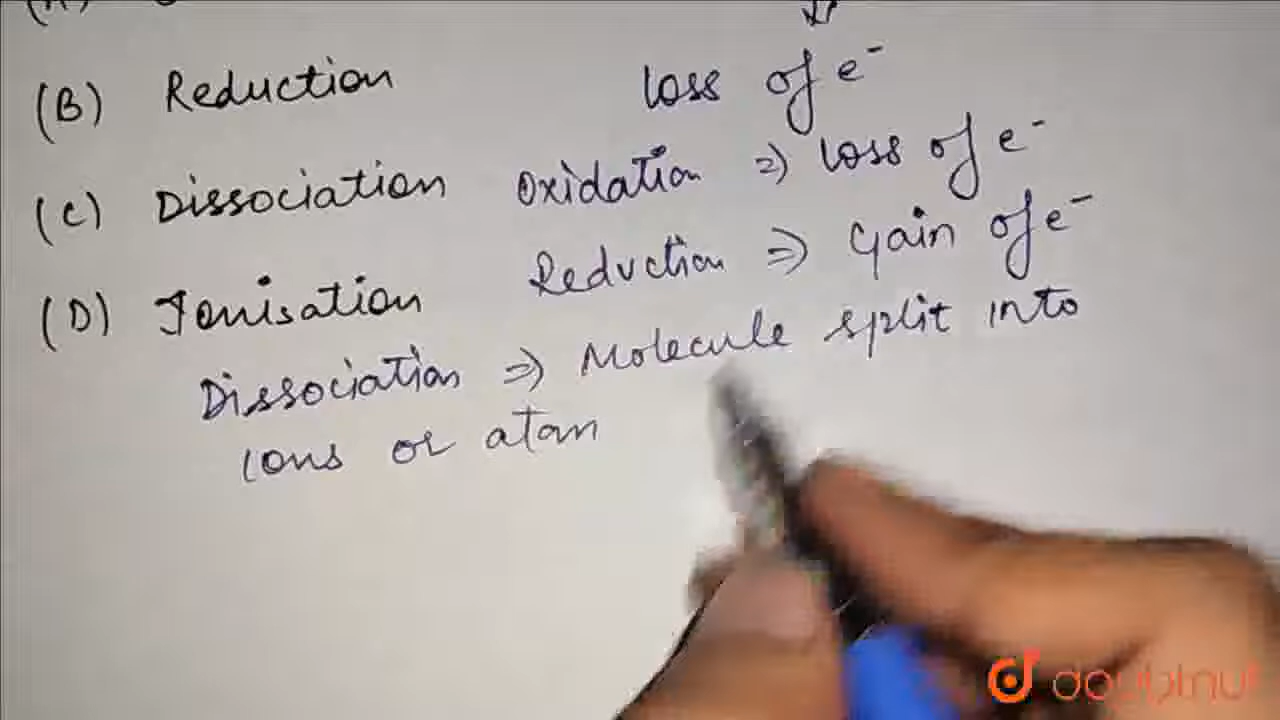 (B) Reduction loss of e⁻
(C) Dissociation Oxidation ⇒ loss of e⁻
(D) Ionisation Reduction ⇒ Gain of e⁻
Dissociation ⇒ Molecule split into
ions or atom
doubtnut